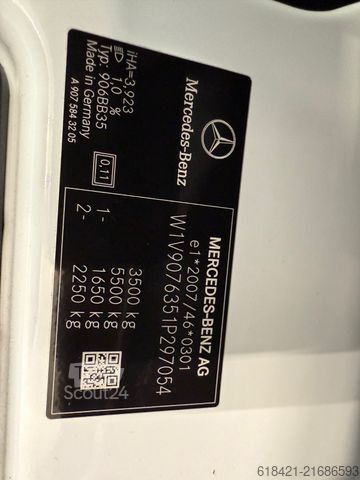 MERCEDES-BENZ AG
e1*2007/46*0301
W1V9076351P297054
3500 kg
5500 kg
1- 1650 kg
2- 2250 kg
Mercedes-Benz
iHA=3,923
1,0 %
Typ: 906BB35
Made in Germany
A 907 584 32 05
0,11
Scout24
618421-21686593